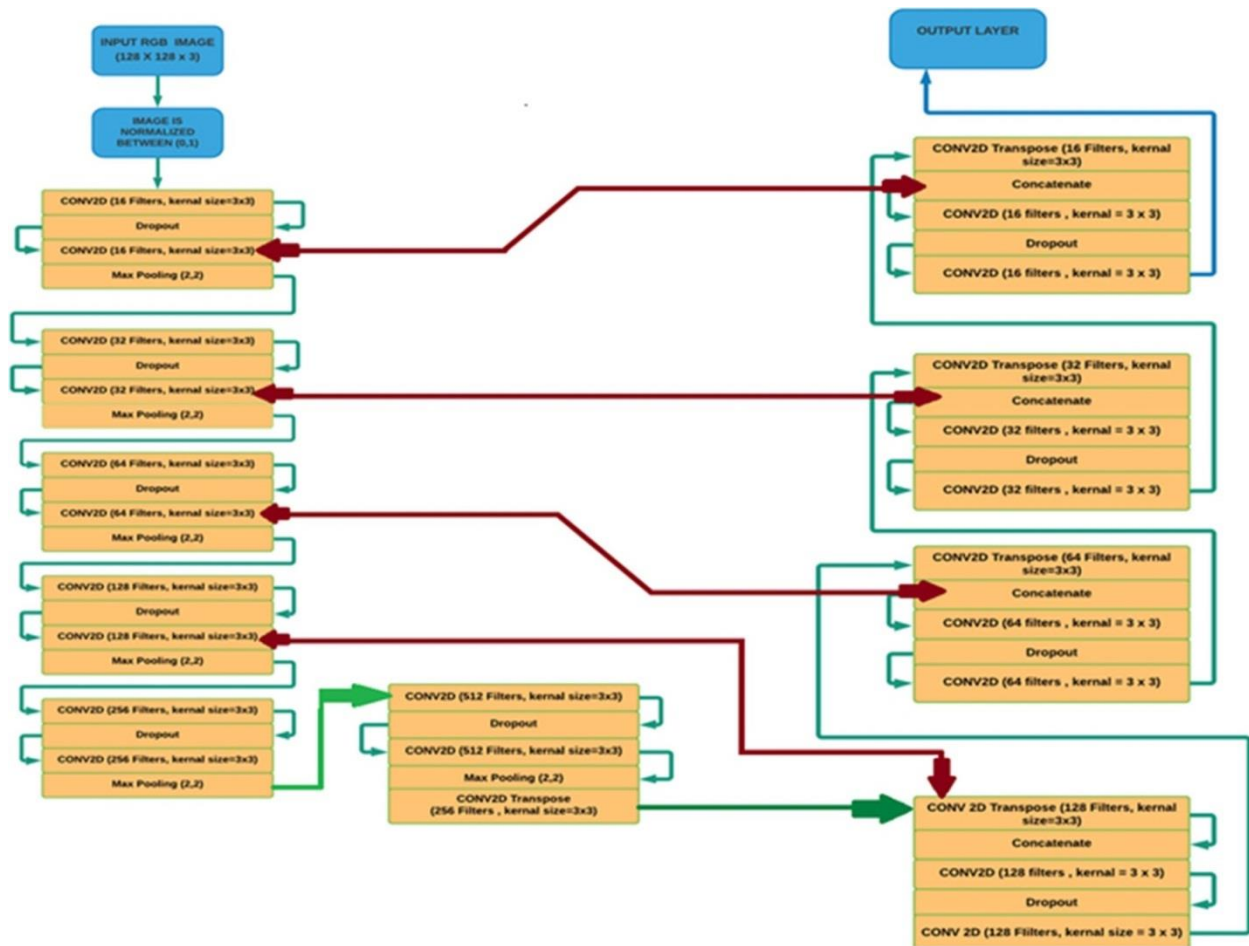 INPUT RGB IMAGE
(128 X 128 x 3)
IMAGE IS
NORMALIZED
BETWEEN (0,1)
CONV2D (16 Filters, kernal size=3x3)
Dropout
CONV2D (16 Filters, kernal size=3x3)
Max Pooling (2,2)
CONV2D (32 Filters, kernal size=3x3)
Dropout
CONV2D (32 Filters, kernal size=3x3)
Max Pooling (2,2)
CONV2D (64 Filters, kernal size=3x3)
Dropout
CONV2D (64 Filters, kernal size=3x3)
Max Pooling (2,2)
CONV2D (128 Filters, kernal size=3x3)
Dropout
CONV2D (128 Filters, kernal size=3x3)
Max Pooling (2,2)
CONV2D (256 Filters, kernal size=3x3)
Dropout
CONV2D (256 Filters, kernal size=3x3)
Max Pooling (2,2)
CONV2D (512 Filters, kernal size=3x3)
Dropout
CONV2D (512 Filters, kernal size=3x3)
Max Pooling (2,2)
CONV2D Transpose
(256 Filters , kernal size=3x3)
OUTPUT LAYER
CONV2D Transpose (16 Filters, kernal
size=3x3)
Concatenate
CONV2D (16 filters , kernal = 3 x 3)
Dropout
CONV2D (16 filters , kernal = 3 x 3)
CONV2D Transpose (32 Filters, kernal
size=3x3)
Concatenate
CONV2D (32 filters , kernal = 3 x 3)
Dropout
CONV2D (32 filters , kernal = 3 x 3)
CONV2D Transpose (64 Filters, kernal
size=3x3)
Concatenate
CONV2D (64 filters , kernal = 3 x 3)
Dropout
CONV2D (64 filters , kernal = 3 x 3)
CONV 2D Transpose (128 Filters, kernal
size=3x3)
Concatenate
CONV2D (128 filters , kernal = 3 x 3)
Dropout
CONV 2D (128 Fliilters, kernal size = 3 x 3)